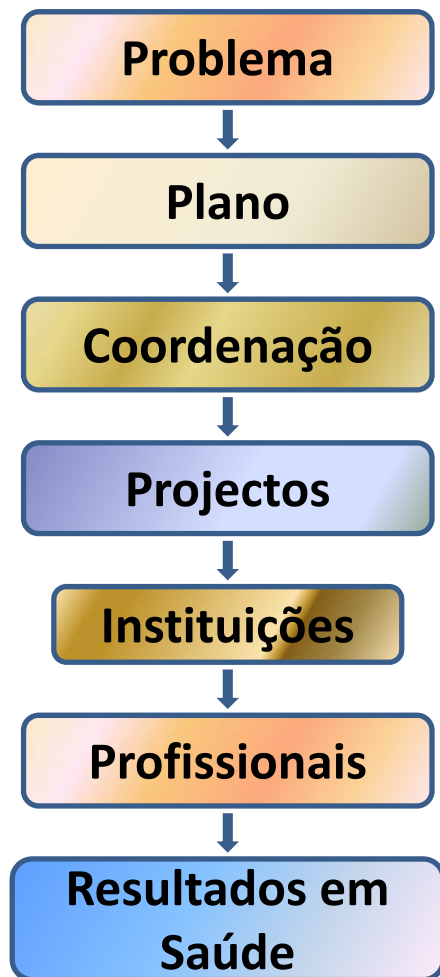 Problema
Plano
Coordenação
Projectos
Instituições
Profissionais
Resultados em
Saúde